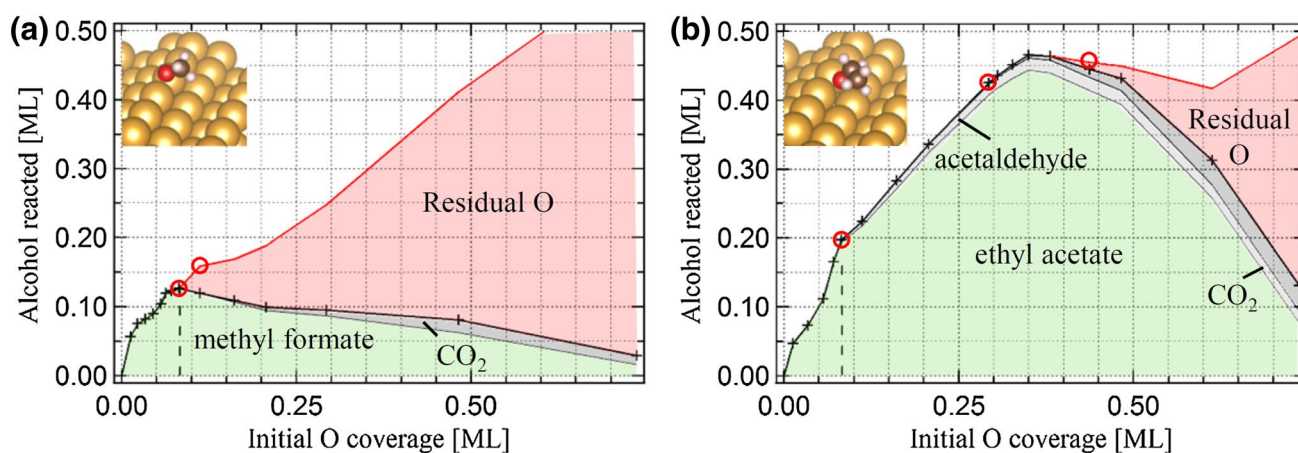 (a)
0.50
0.40
0.30
0.20
0.10
0.00
Alcohol reacted [ML]
Residual O
methyl formate
CO₂
0.00
0.25
0.50
Initial O coverage [ML]
(b)
0.50
0.40
0.30
0.20
0.10
0.00
Alcohol reacted [ML]
acetaldehyde
Residual
O
ethyl acetate
CO₂
0.00
0.25
0.50
Initial O coverage [ML]